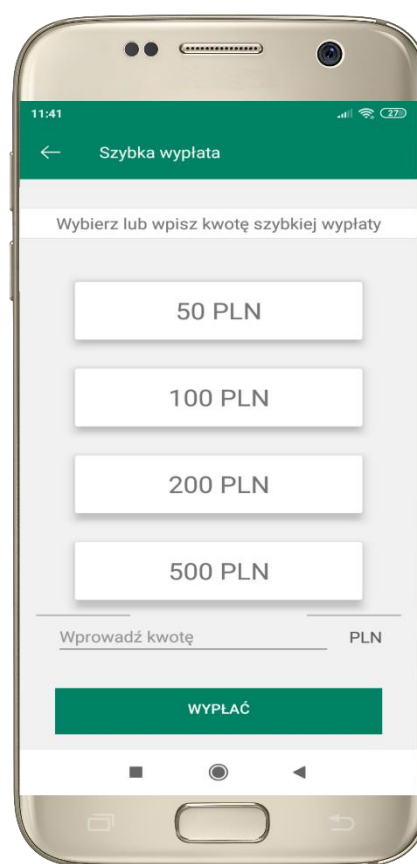 11:41
27
Szybka wypłata
Wybierz lub wpisz kwotę szybkiej wypłaty
50 PLN
100 PLN
200 PLN
500 PLN
Wprowadź kwotę PLN
WYPŁAĆ